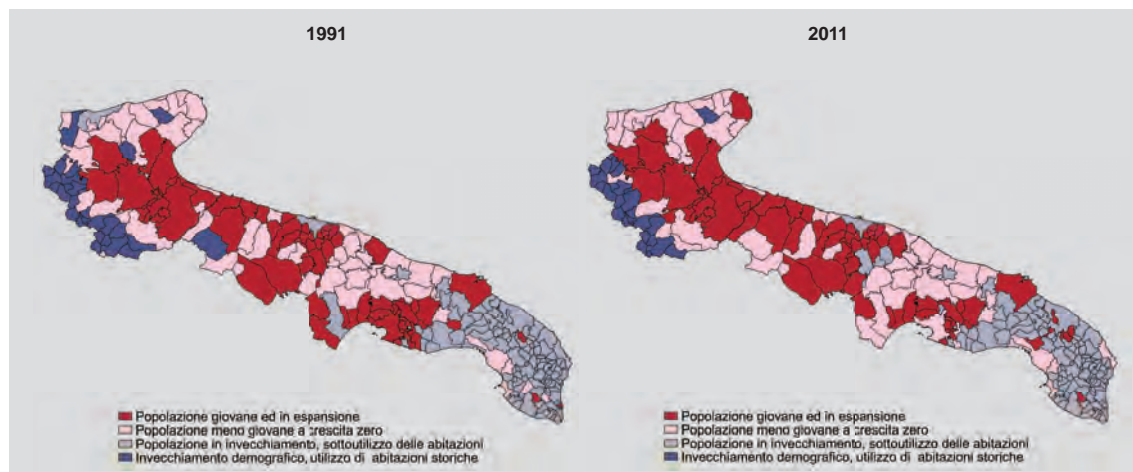 1991
2011
Popolazione giovane ed in espansione
Popolazione meno giovane a crescita zero
Popolazione in invecchiamento, sottoutilizzo delle abitazioni
Invecchiamento demografico, utilizzo di abitazioni storiche
Popolazione giovane ed in espansione
Popolazione meno giovane a crescita zero
Popolazione in invecchiamento, sottoutilizzo delle abitazioni
Invecchiamento demografico, utilizzo di abitazioni storiche